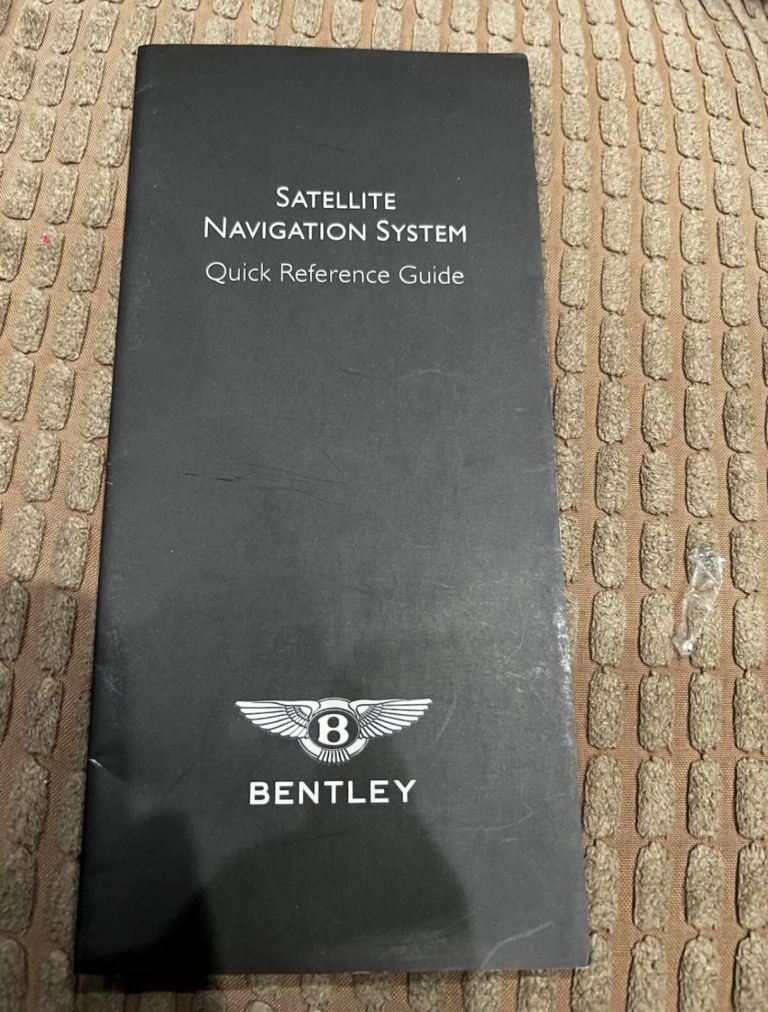 SATELLITE
NAVIGATION SYSTEM
Quick Reference Guide
B
BENTLEY